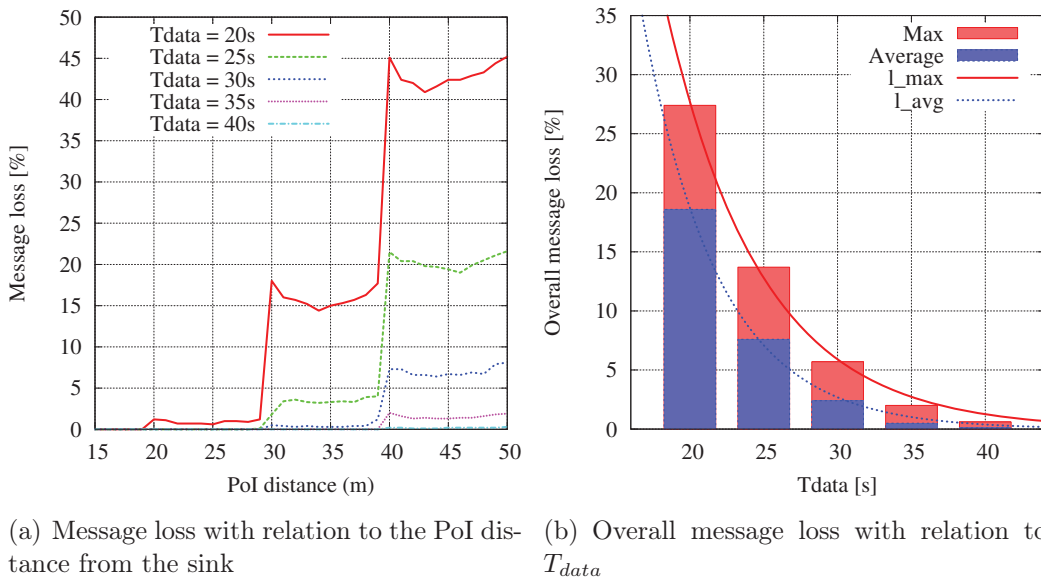 50
45
40
35
30
25
20
15
10
5
0
Message loss [%]
Tdata = 20s
Tdata = 25s
Tdata = 30s
Tdata = 35s
Tdata = 40s
15 20 25 30 35 40 45 50
PoI distance (m)
(a) Message loss with relation to the PoI dis-
tance from the sink
35
30
25
20
15
10
5
0
Overall message loss [%]
Max
Average
l_max
l_avg
20 25 30 35 40
Tdata [s]
(b) Overall message loss with relation to
T_data